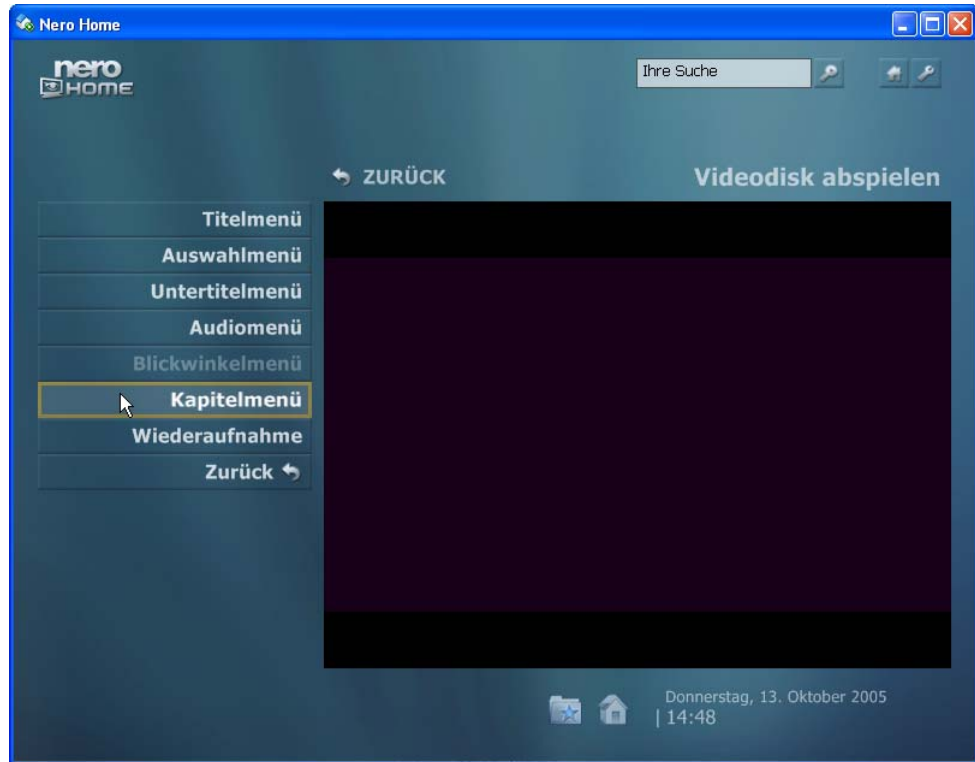 Nero Home
nero
HOME
Ihre Suche
ZURÜCK
Videodisk abspielen
Titelmenü
Auswahlmenü
Untertitelmenü
Audiomenü
Blickwinkelmenü
Kapitelmenü
Wiederaufnahme
Zurück
Donnerstag, 13. Oktober 2005
| 14:48